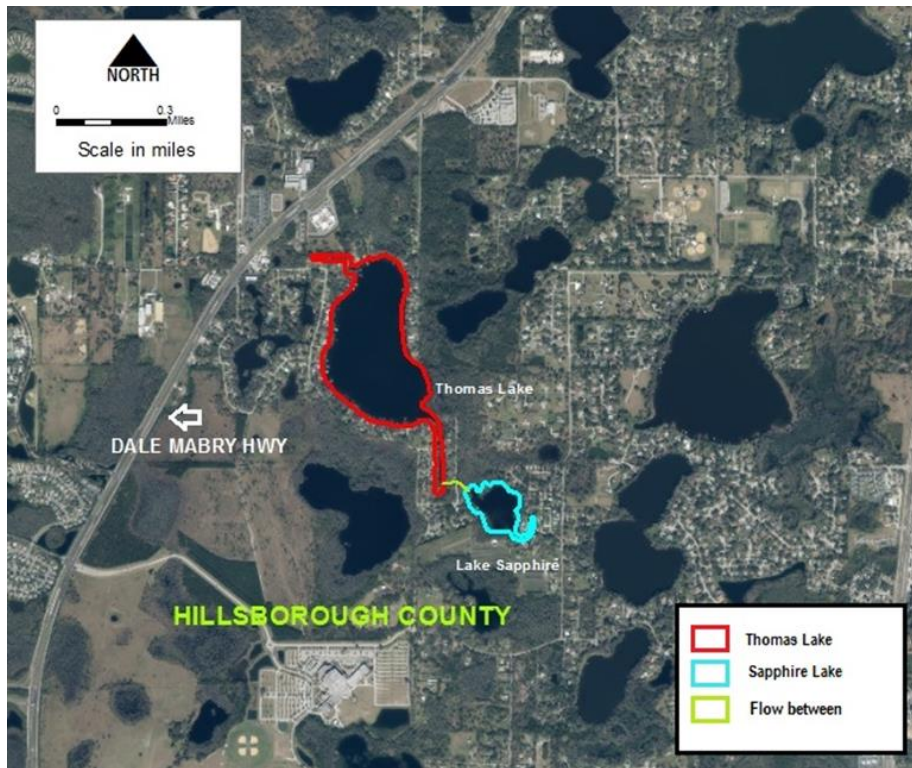 NORTH
0 0.3
Miles
Scale in miles
Thomas Lake
DALE MABRY HWY
Lake Sapphire
HILLSBOROUGH COUNTY
Thomas Lake
Sapphire Lake
Flow between